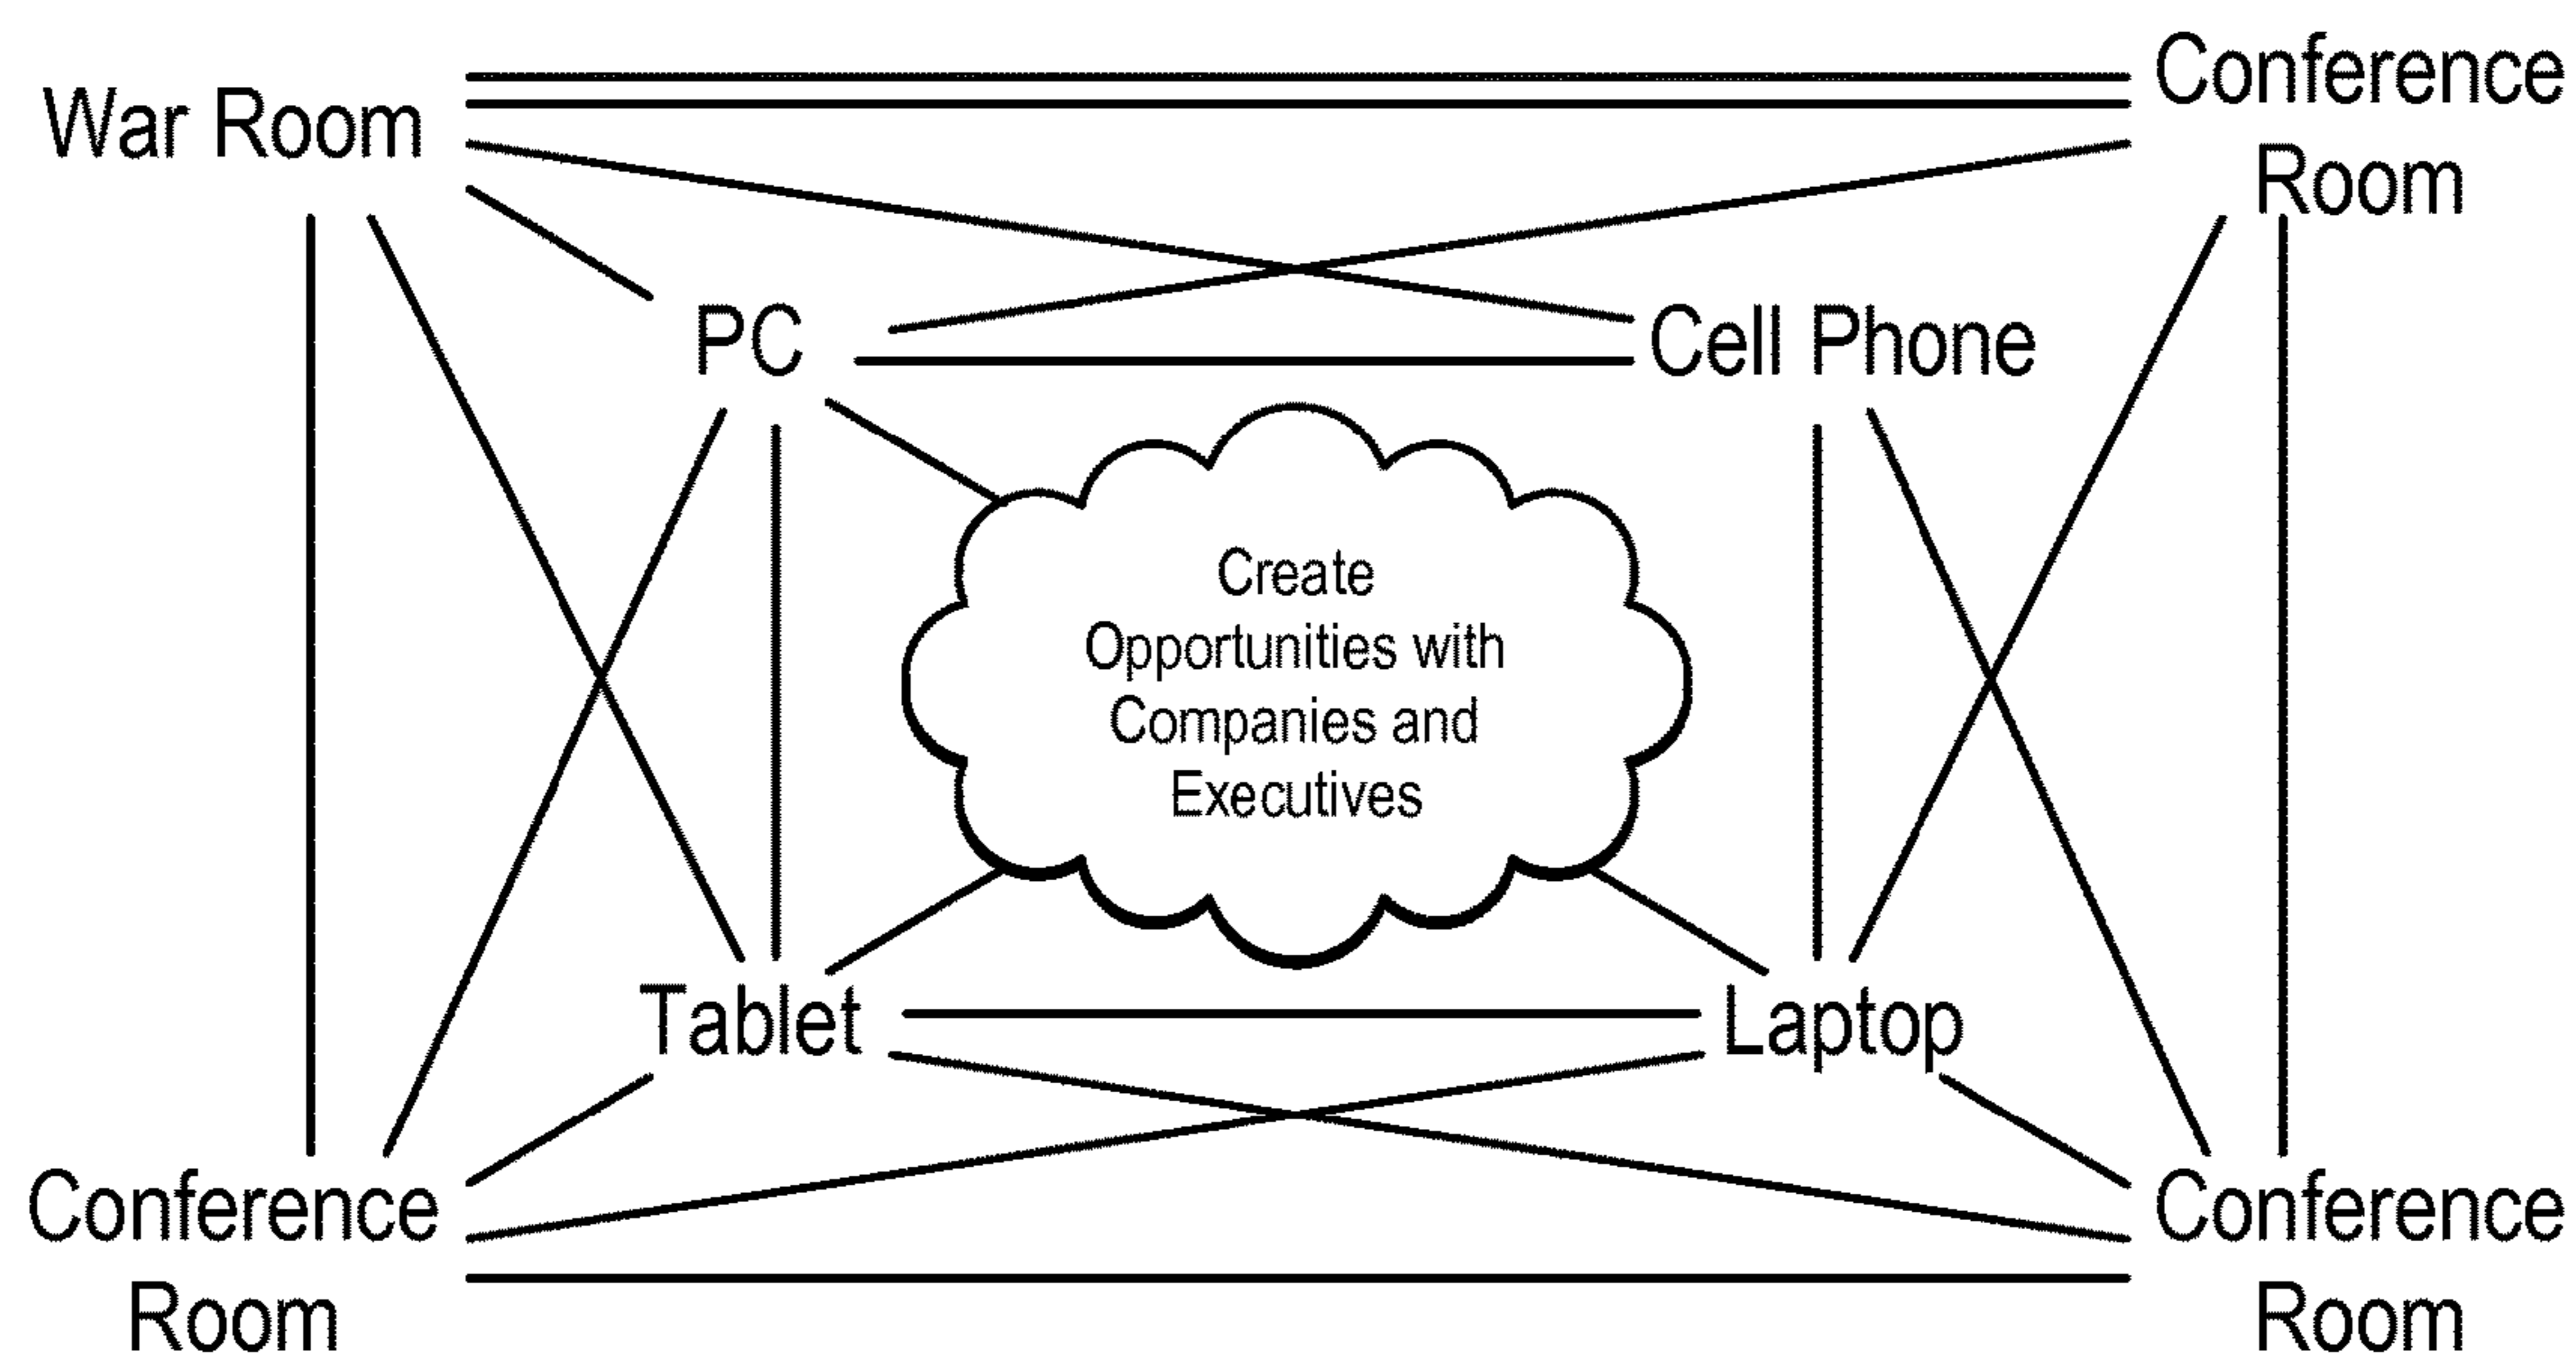 War Room
Conference
Room
PC
Cell Phone
Create
Opportunities with
Companies and
Executives
Tablet
Laptop
Conference
Room
Conference
Room